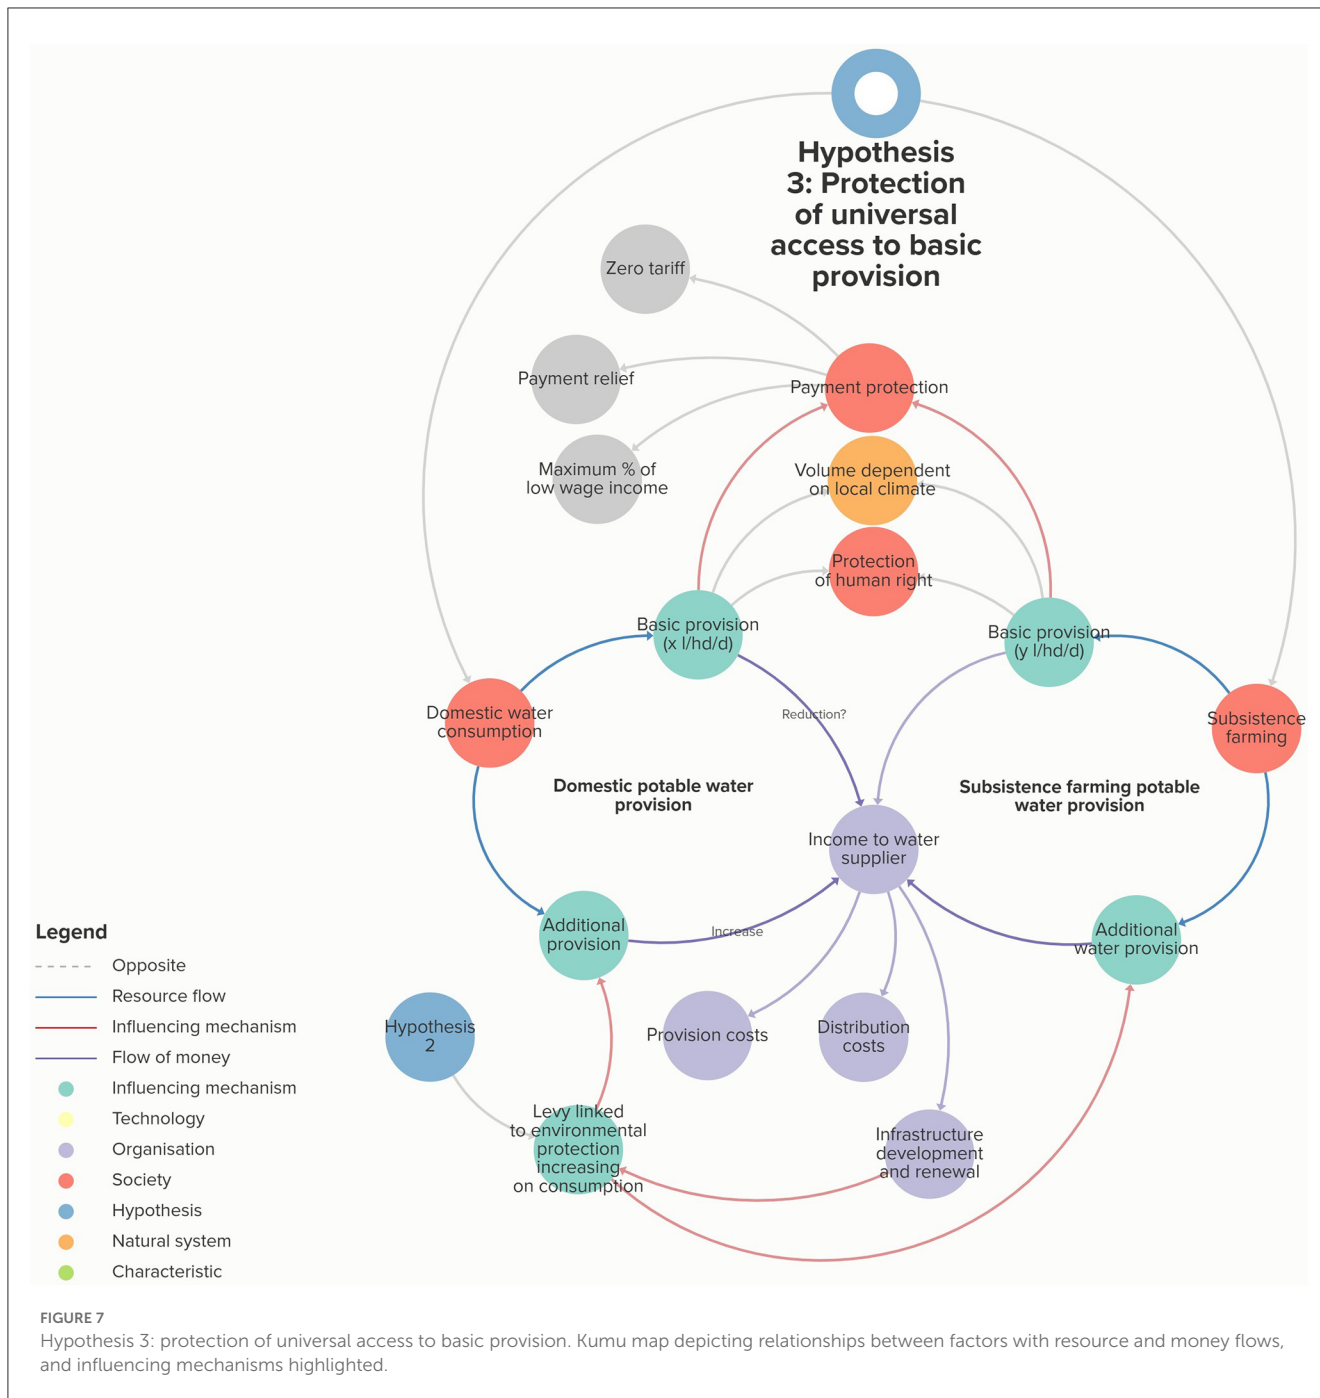 Hypothesis
3: Protection
of universal
access to basic
provision
Zero tariff
Payment relief
Payment protection
Maximum % of
low wage income
Volume dependent
on local climate
Protection
of human right
Basic provision
(x l/hd/d)
Basic provision
(y l/hd/d)
Domestic water
consumption
Reduction?
Subsistence
farming
Domestic potable water
provision
Subsistence farming potable
water provision
Income to water
supplier
Additional
provision
Increase
Additional
water provision
Hypothesis
2
Provision costs
Distribution
costs
Levy linked
to environmental
protection
increasing
on consumption
Infrastructure
development
and renewal
Legend
Opposite
Resource flow
Influencing mechanism
Flow of money
Influencing mechanism
Technology
Organisation
Society
Hypothesis
Natural system
Characteristic
FIGURE 7
Hypothesis 3: protection of universal access to basic provision. Kumu map depicting relationships between factors with resource and money flows,
and influencing mechanisms highlighted.